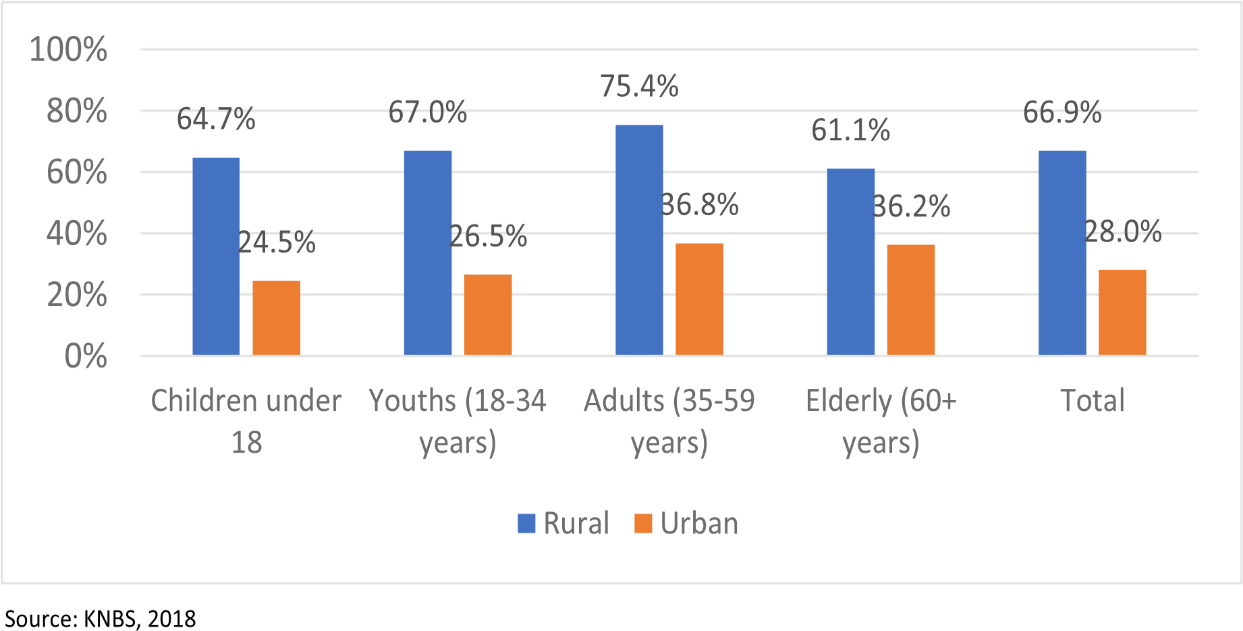 100%
80%
60%
40%
20%
0%
64.7%
24.5%
67.0%
26.5%
75.4%
36.8%
61.1%
36.2%
66.9%
28.0%
Children under
18
Youths (18-34
years)
Adults (35-59
years)
Elderly (60+
years)
Total
Rural
Urban
Source: KNBS, 2018